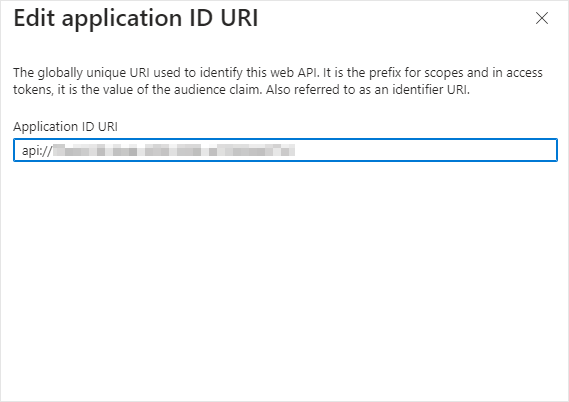 Edit application ID URI
The globally unique URI used to identify this web API. It is the prefix for scopes and in access
tokens, it is the value of the audience claim. Also referred to as an identifier URI.
Application ID URI
api://